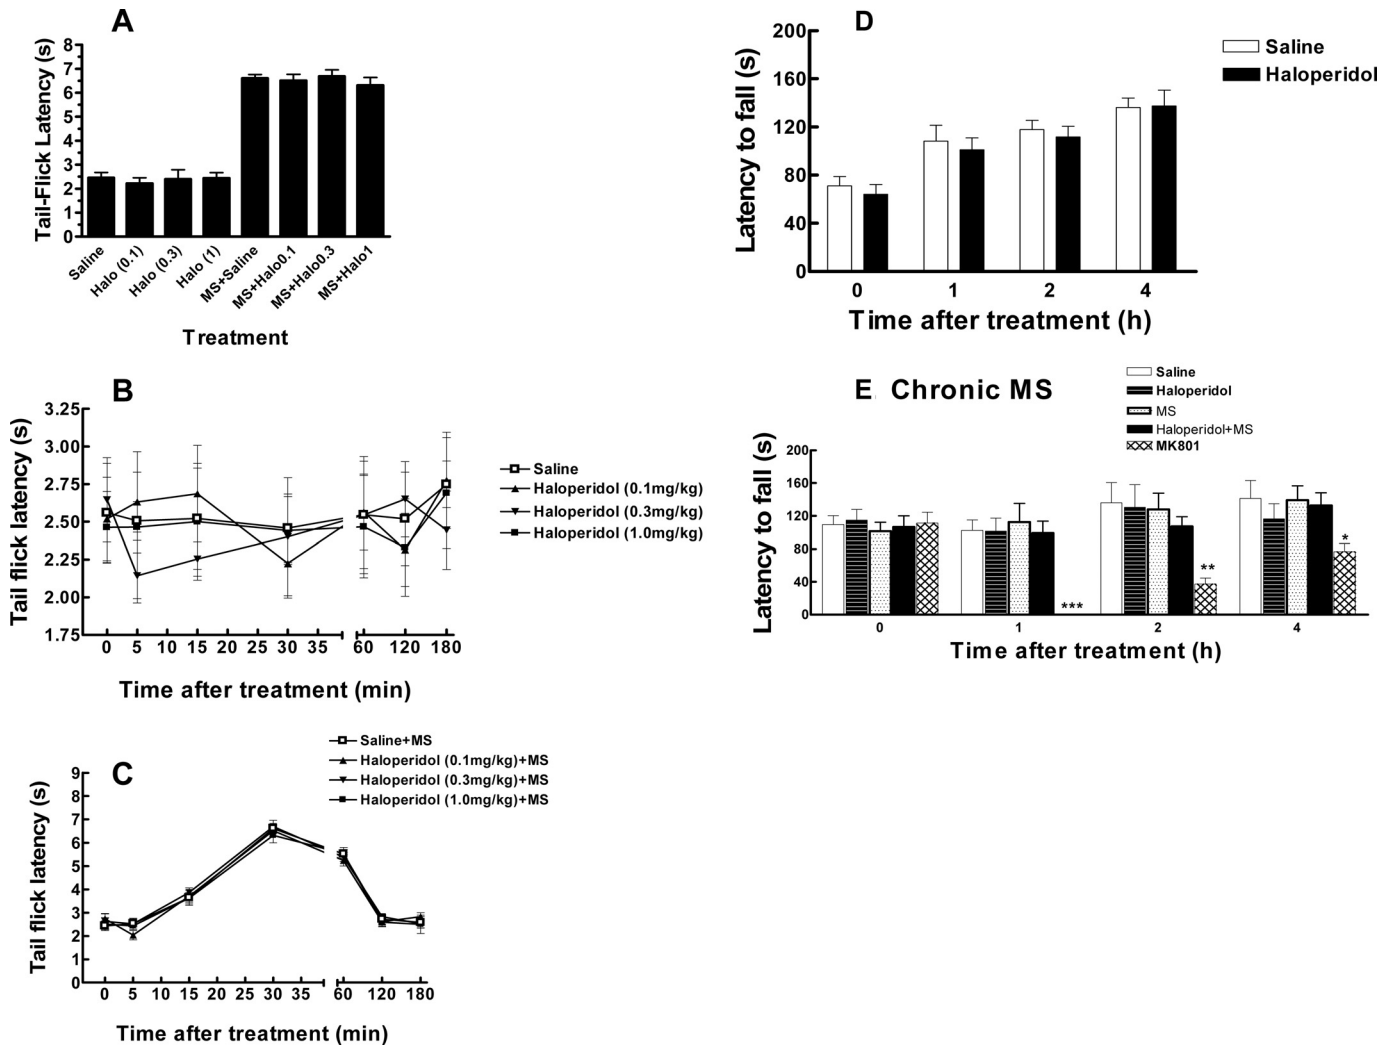 A
Tail-Flick Latency (s)
8
7
6
5
4
3
2
1
0
Saline
Halo (0.1)
Halo (0.3)
Halo (1)
MS+Saline
MS+Halo0.1
MS+Halo0.3
MS+Halo1
Treatment
B
Tail flick latency (s)
3.25
3.00
2.75
2.50
2.25
2.00
1.75
0 5 10 15 20 25 30 35 60 120 180
Time after treatment (min)
Saline
Haloperidol (0.1mg/kg)
Haloperidol (0.3mg/kg)
Haloperidol (1.0mg/kg)
C
Saline+MS
Haloperidol (0.1mg/kg)+MS
Haloperidol (0.3mg/kg)+MS
Haloperidol (1.0mg/kg)+MS
Tail flick latency (s)
9
8
7
6
5
4
3
2
1
0
0 5 10 15 20 25 30 35 60 120 180
Time after treatment (min)
D
Latency to fall (s)
200
160
120
80
40
0
0 1 2 4
Time after treatment (h)
Saline
Haloperidol
E. Chronic MS
Saline
Haloperidol
MS
Haloperidol+MS
MK801
Latency to fall (s)
200
160
120
80
40
0
***
**
*
0 1 2 4
Time after treatment (h)